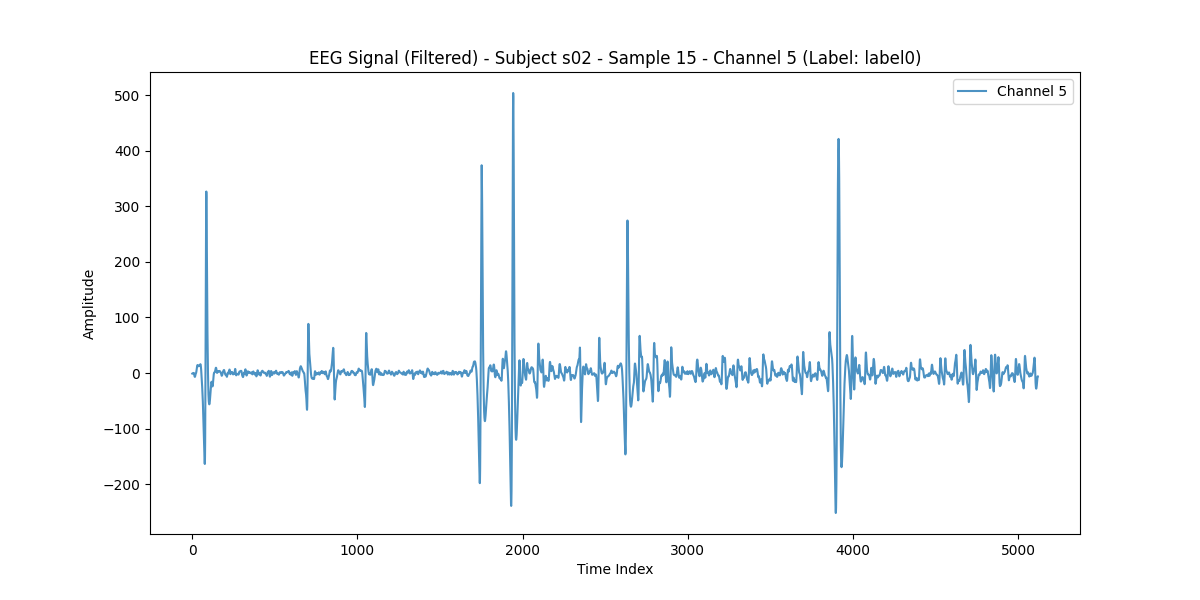 EEG Signal (Filtered) - Subject s02 - Sample 15 - Channel 5 (Label: label0)
Channel 5
500
400
300
200
100
0
−100
−200
Amplitude
0 1000 2000 3000 4000 5000
Time Index